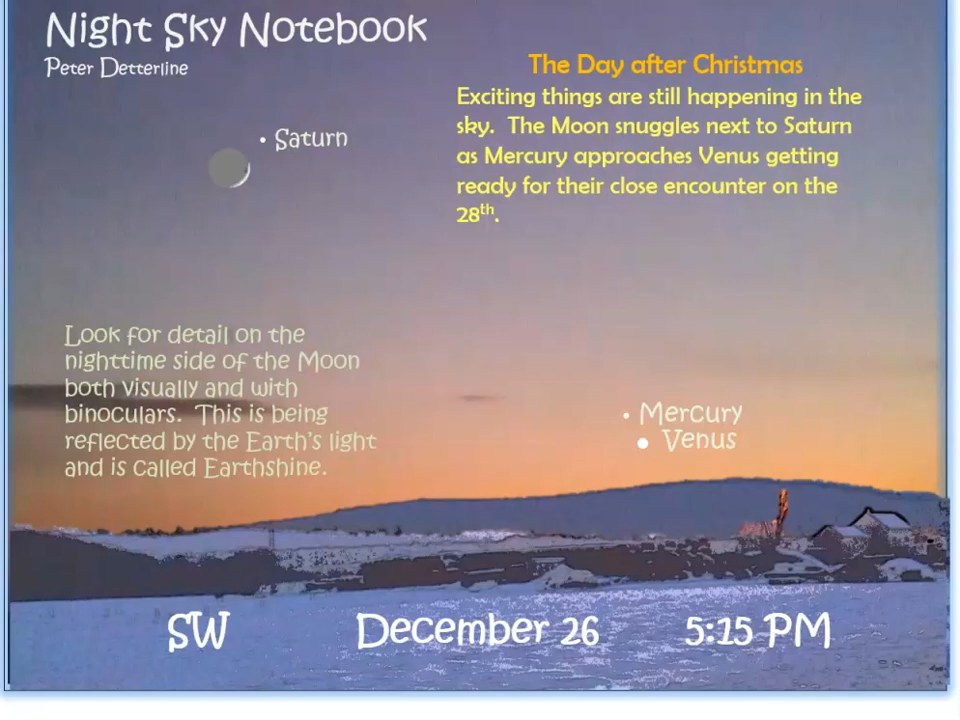 Night Sky Notebook
Peter Detterline
The Day after Christmas
Exciting things are still happening in the
sky. The Moon snuggles next to Saturn
as Mercury approaches Venus getting
ready for their close encounter on the
28th.
• Saturn
Look for detail on the
nighttime side of the Moon
both visually and with
binoculars. This is being
reflected by the Earth's light
and is called Earthshine.
• Mercury
• Venus
SW December 26 5:15 PM